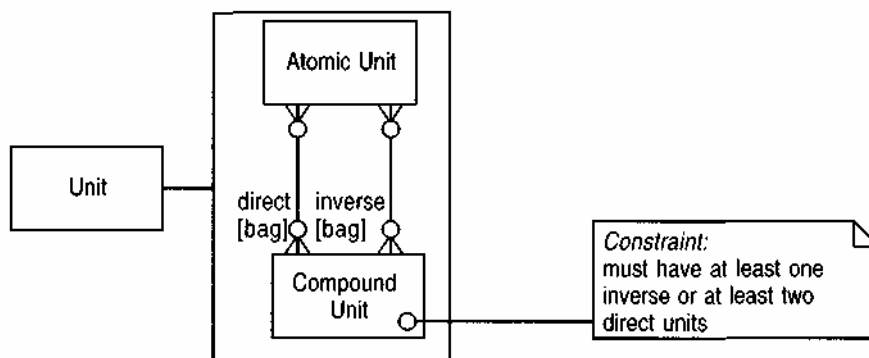 Atomic Unit
Unit
direct
[bag]
inverse
[bag]
Compound
Unit
Constraint:
must have at least one
inverse or at least two
direct units